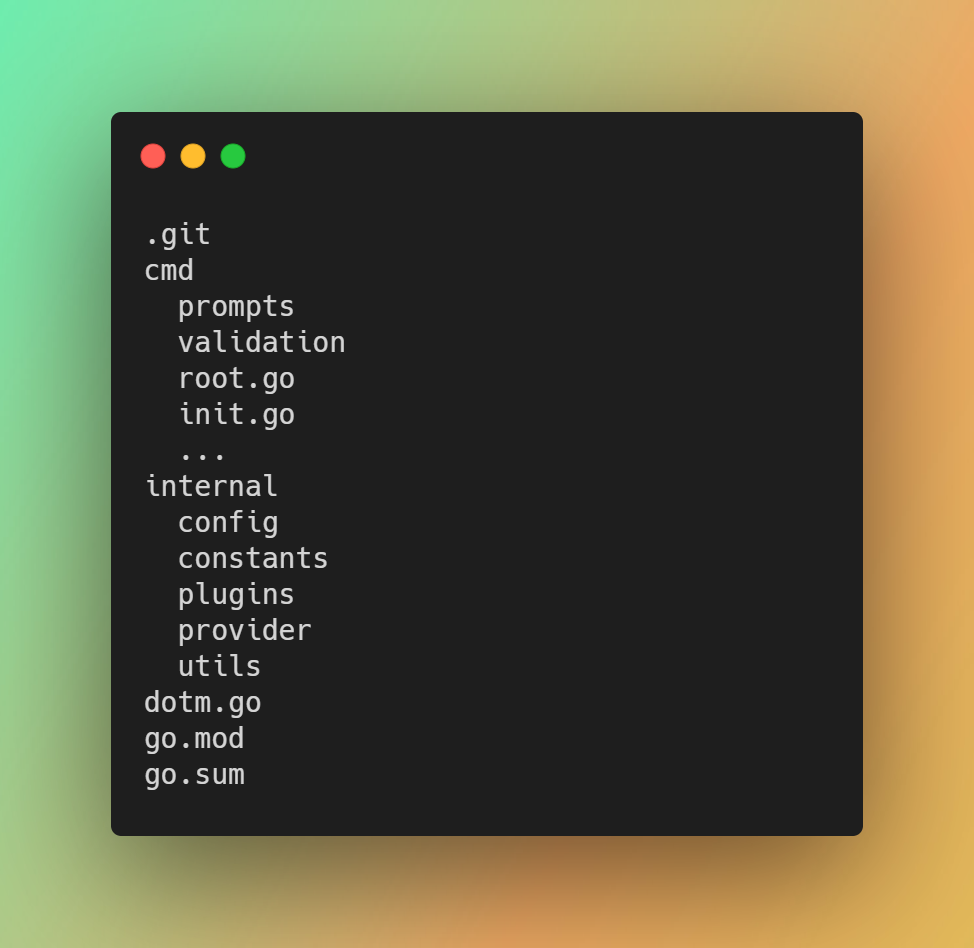 .git
cmd
  prompts
  validation
  root.go
  init.go
  ...
internal
  config
  constants
  plugins
  provider
  utils
dotm.go
go.mod
go.sum